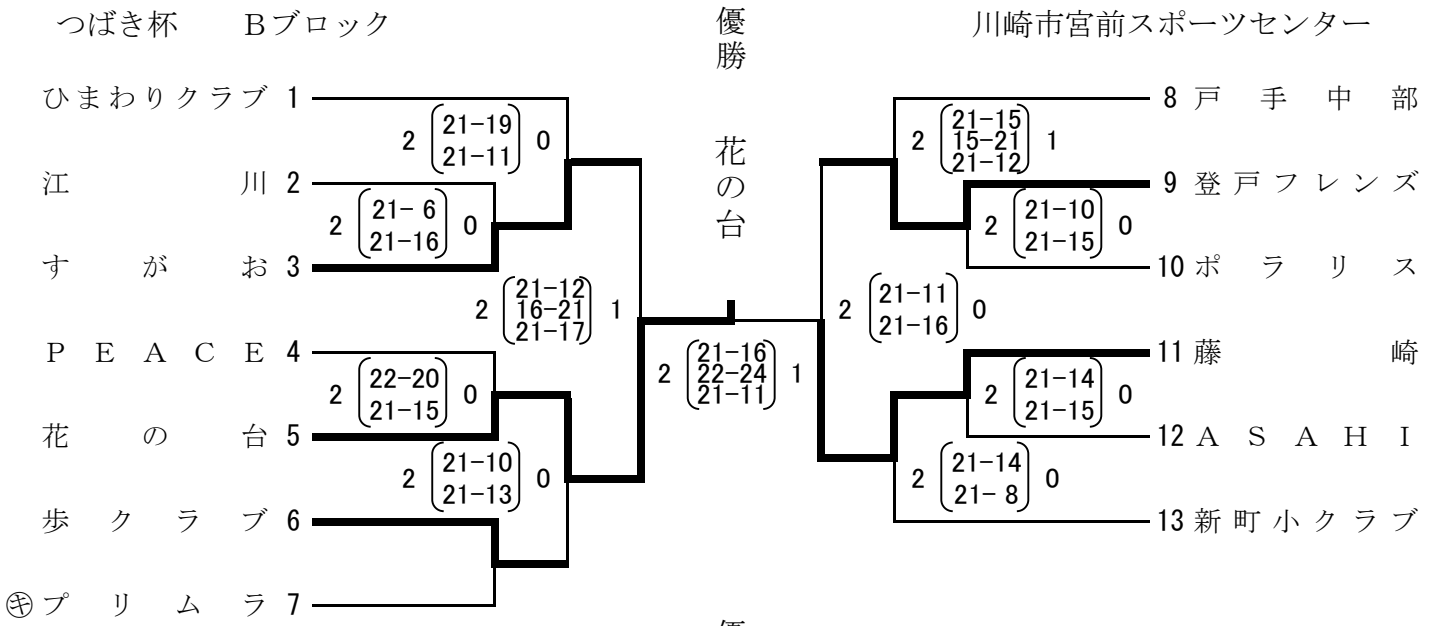 つばき杯 Bブロック
優勝 花の台
川崎市宮前スポーツセンター
ひまわりクラブ 1
江川 2
すがお 3
PEACE 4
花の台 5
歩クラブ 6
㋖プリムラ 7
2 21-19 0
21-11
2 21- 6 0
21-16
2 21-12 1
16-21
21-17
2 22-20 0
21-15
2 21-10 0
21-13
2 21-16 1
22-24
21-11
2 21-15 1
15-21
21-12
2 21-10 0
21-15
2 21-11 0
21-16
2 21-14 0
21-15
2 21-14 0
21- 8
8 戸手中部
9 登戸フレンズ
10 ポラリス
11 藤崎
12 ASAHI
13 新町小クラブ